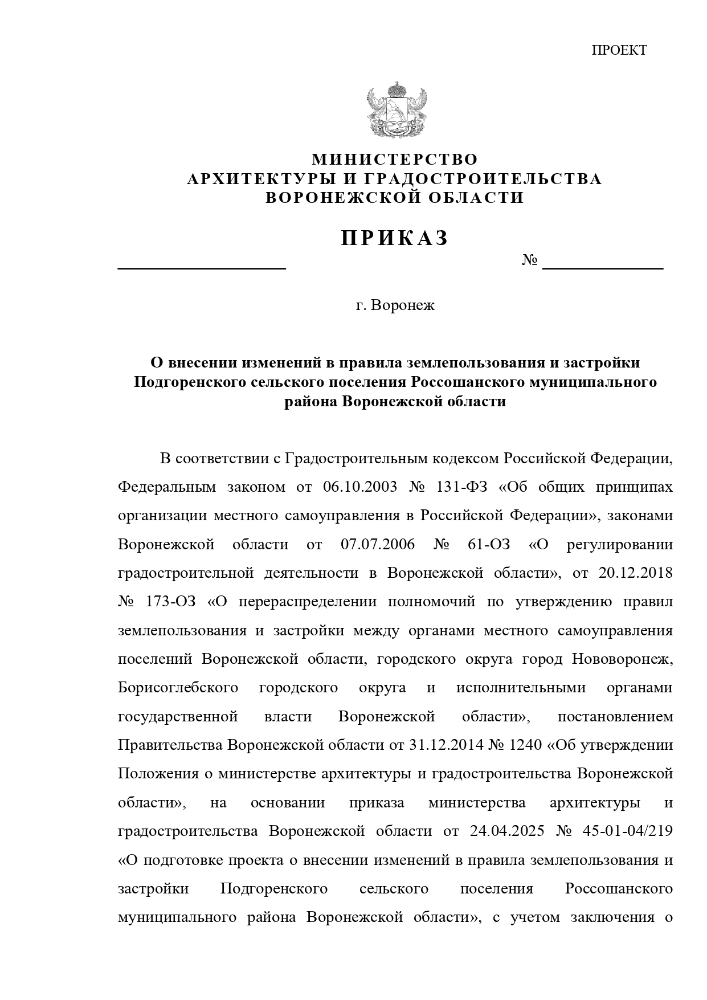 ПРОЕКТ
МИНИСТЕРСТВО
АРХИТЕКТУРЫ И ГРАДОСТРОИТЕЛЬСТВА
ВОРОНЕЖСКОЙ ОБЛАСТИ
ПРИКАЗ
_____________________ № _______________
г. Воронеж
О внесении изменений в правила землепользования и застройки
Подгоренского сельского поселения Россошанского муниципального
района Воронежской области
В соответствии с Градостроительным кодексом Российской Федерации,
Федеральным законом от 06.10.2003 № 131-ФЗ «Об общих принципах
организации местного самоуправления в Российской Федерации», законами
Воронежской области от 07.07.2006 № 61-ОЗ «О регулировании
градостроительной деятельности в Воронежской области», от 20.12.2018
№ 173-ОЗ «О перераспределении полномочий по утверждению правил
землепользования и застройки между органами местного самоуправления
поселений Воронежской области, городского округа город Нововоронеж,
Борисоглебского городского округа и исполнительными органами
государственной власти Воронежской области», постановлением
Правительства Воронежской области от 31.12.2014 № 1240 «Об утверждении
Положения о министерстве архитектуры и градостроительства Воронежской
области», на основании приказа министерства архитектуры и
градостроительства Воронежской области от 24.04.2025 № 45-01-04/219
«О подготовке проекта о внесении изменений в правила землепользования и
застройки Подгоренского сельского поселения Россошанского
муниципального района Воронежской области», с учетом заключения о